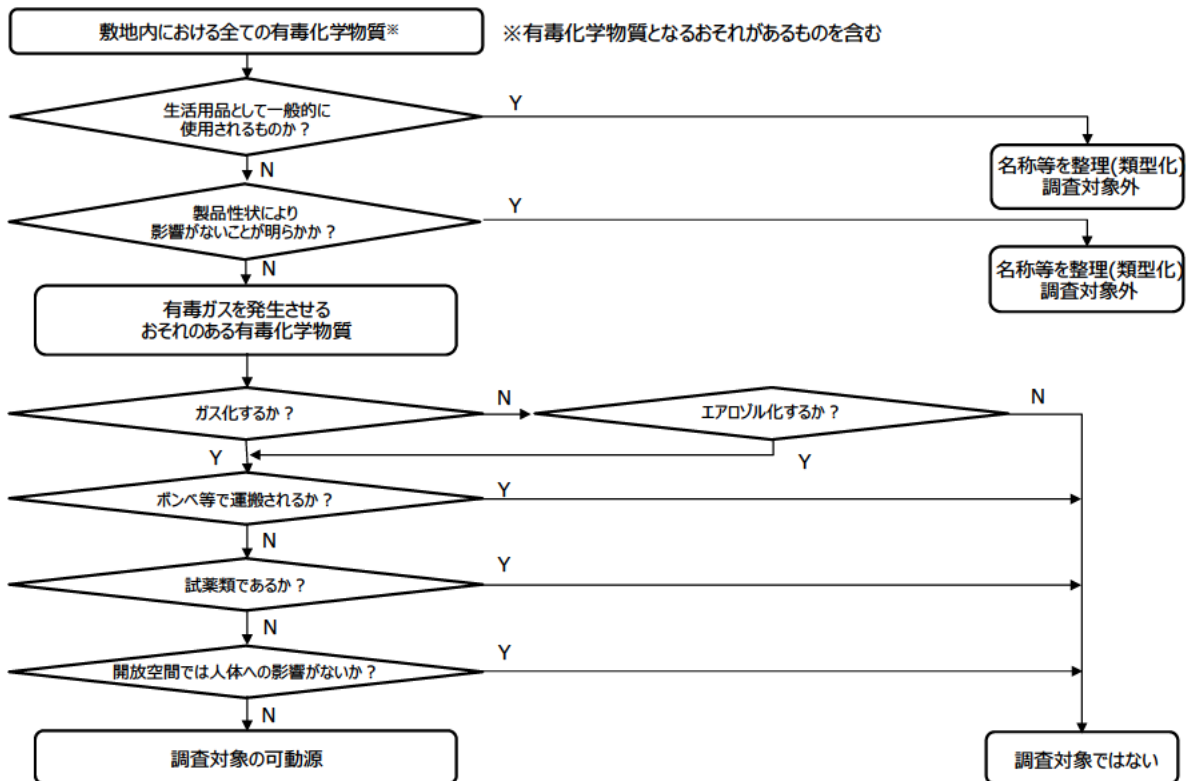 敷地内における全ての有毒化学物質※
※有毒化学物質となるおそれがあるものを含む
生活用品として一般的に
使用されるものか？
Y
N
名称等を整理(類型化)
調査対象外
製品性状により
影響がないことが明らかか？
Y
N
名称等を整理(類型化)
調査対象外
有毒ガスを発生させる
おそれのある有毒化学物質
ガス化するか？
N
エアロゾル化するか？
N
Y
Y
ボンベ等で運搬されるか？
Y
N
試薬類であるか？
Y
N
開放空間では人体への影響がないか？
Y
N
調査対象の可動源
調査対象ではない